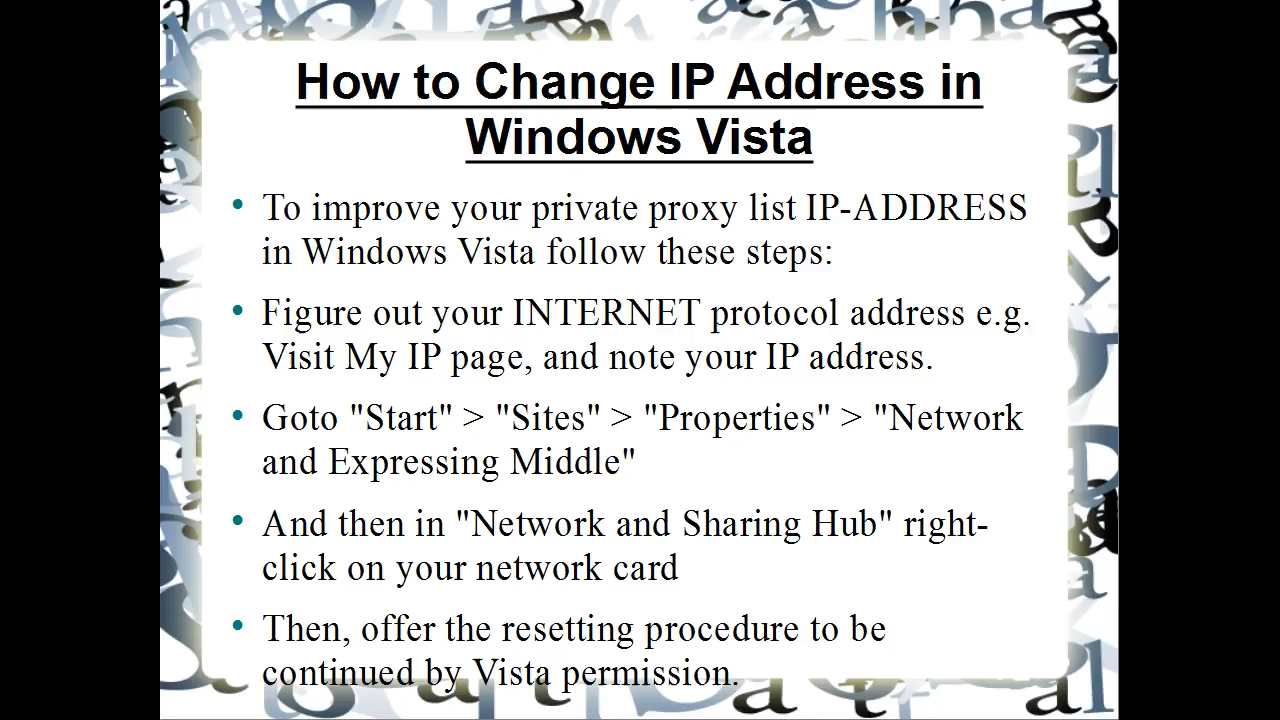 How to Change IP Address in
Windows Vista
• To improve your private proxy list IP-ADDRESS
in Windows Vista follow these steps:
• Figure out your INTERNET protocol address e.g.
Visit My IP page, and note your IP address.
• Goto "Start" > "Sites" > "Properties" > "Network
and Expressing Middle"
• And then in "Network and Sharing Hub" right-
click on your network card
• Then, offer the resetting procedure to be
continued by Vista permission.